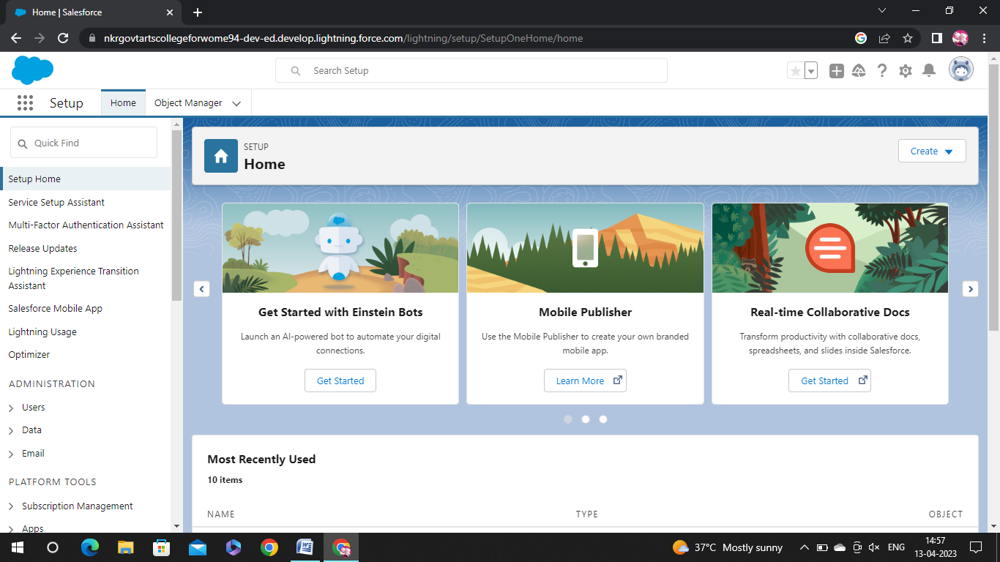 Home | Salesforce
nkrgovtartscollegeforwome94-dev-ed.develop.lightning.force.com/lightning/setup/SetupOneHome/home
Search Setup
Setup
Home
Object Manager
Quick Find
Setup Home
Service Setup Assistant
Multi-Factor Authentication Assistant
Release Updates
Lightning Experience Transition
Assistant
Salesforce Mobile App
Lightning Usage
Optimizer
ADMINISTRATION
Users
Data
Email
PLATFORM TOOLS
Subscription Management
Apps
SETUP
Home
Create
Get Started with Einstein Bots
Launch an AI-powered bot to automate your digital
connections.
Get Started
Mobile Publisher
Use the Mobile Publisher to create your own branded
mobile app.
Learn More
Real-time Collaborative Docs
Transform productivity with collaborative docs,
spreadsheets, and slides inside Salesforce.
Get Started
Most Recently Used
10 items
NAME
TYPE
OBJECT
37°C Mostly sunny
ENG
14:57
13-04-2023